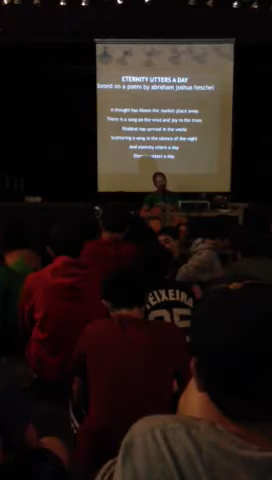 ETERNITY UTTERS A DAY
based on a poem by abraham joshua heschel
A thought has blown the market place away
There is a song on the wind and joy in the trees
Shabbat has arrived in the world
Scattering a song in the silence of the night
And eternity utters a day
utters a day
TEIXEIRA
25